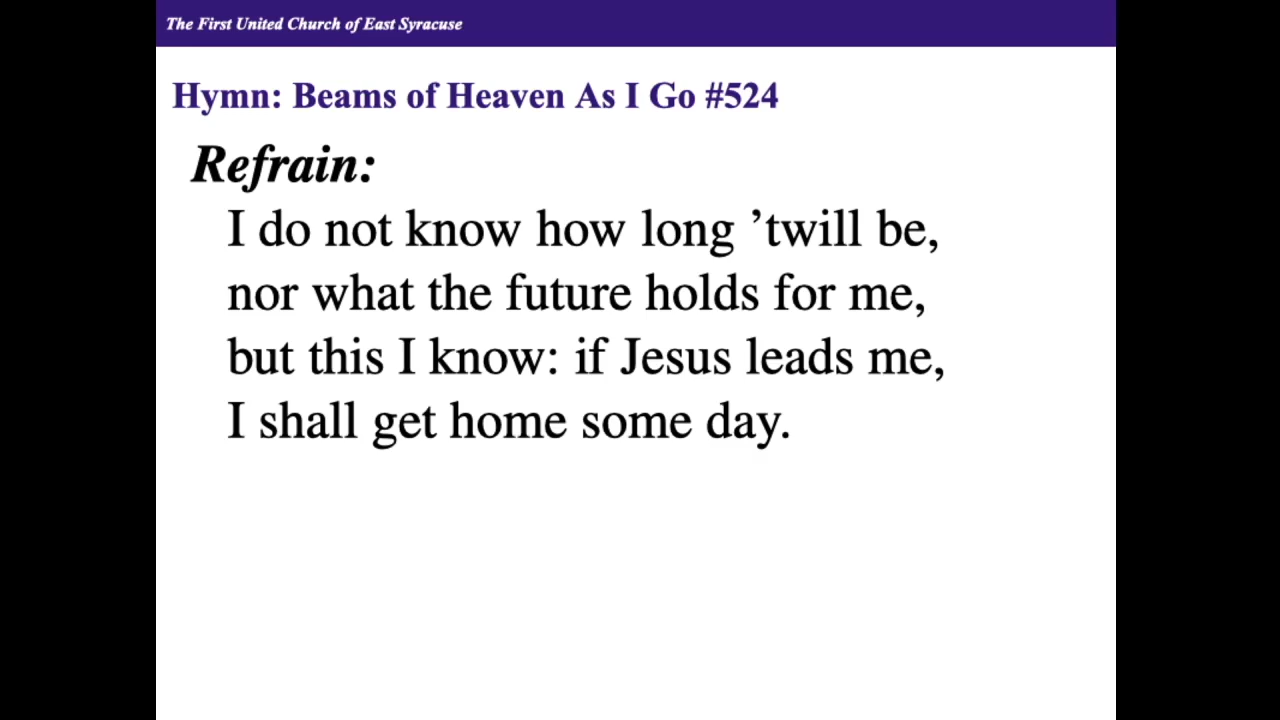 The First United Church of East Syracuse
Hymn: Beams of Heaven As I Go #524
Refrain:
I do not know how long ’twill be,
nor what the future holds for me,
but this I know: if Jesus leads me,
I shall get home some day.